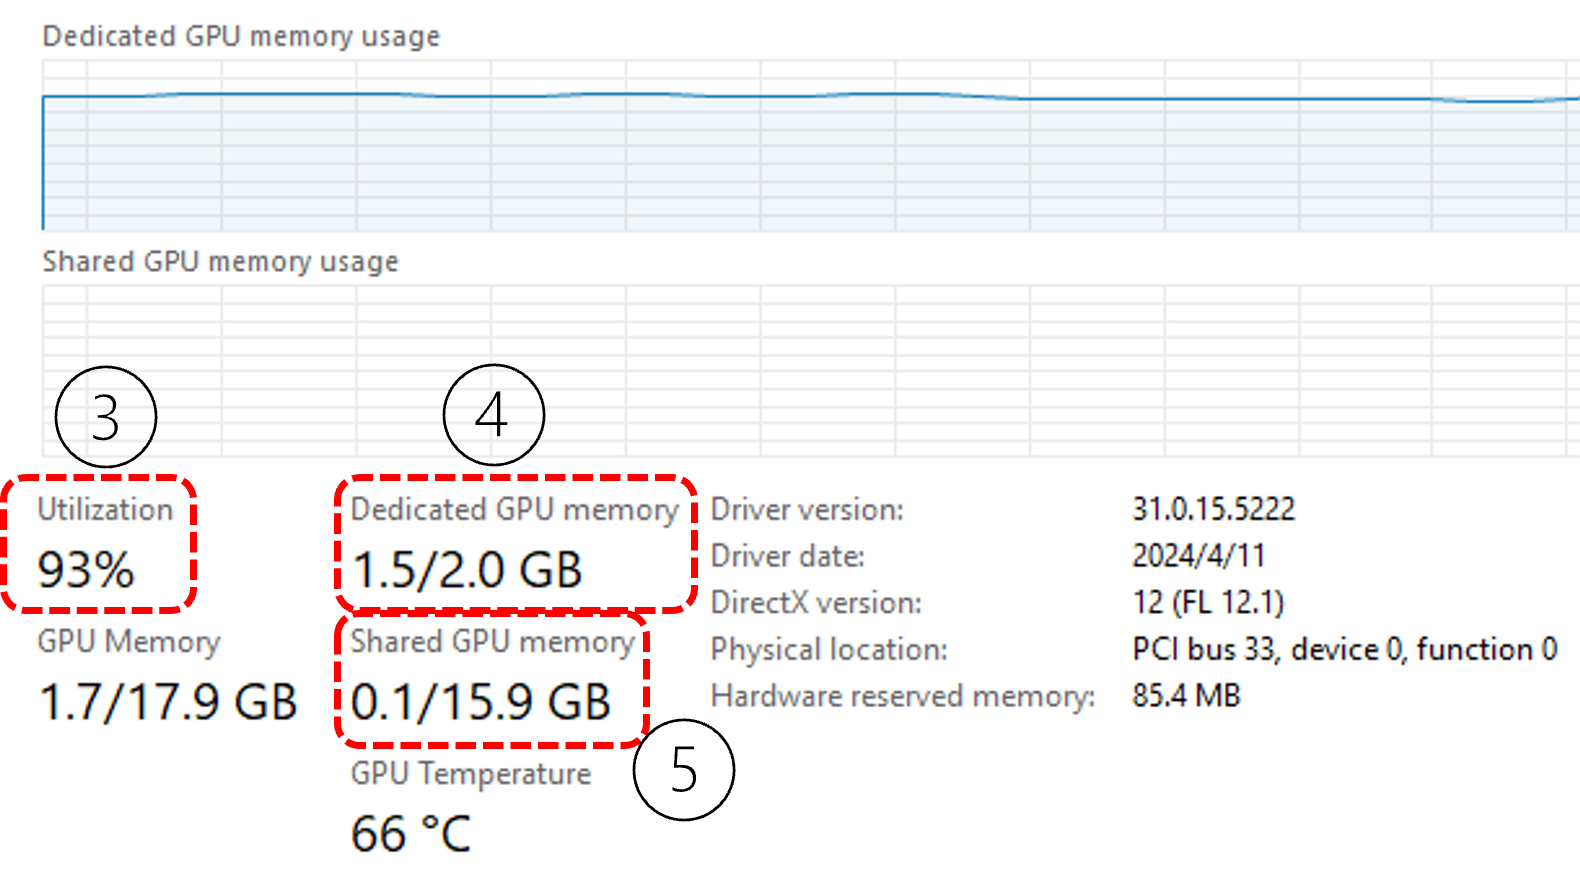 Dedicated GPU memory usage
Shared GPU memory usage
3
4
Utilization
93%
Dedicated GPU memory
1.5/2.0 GB
Driver version: 31.0.15.5222
Driver date: 2024/4/11
DirectX version: 12 (FL 12.1)
Physical location: PCI bus 33, device 0, function 0
Hardware reserved memory: 85.4 MB
GPU Memory
1.7/17.9 GB
Shared GPU memory
0.1/15.9 GB
5
GPU Temperature
66 °C